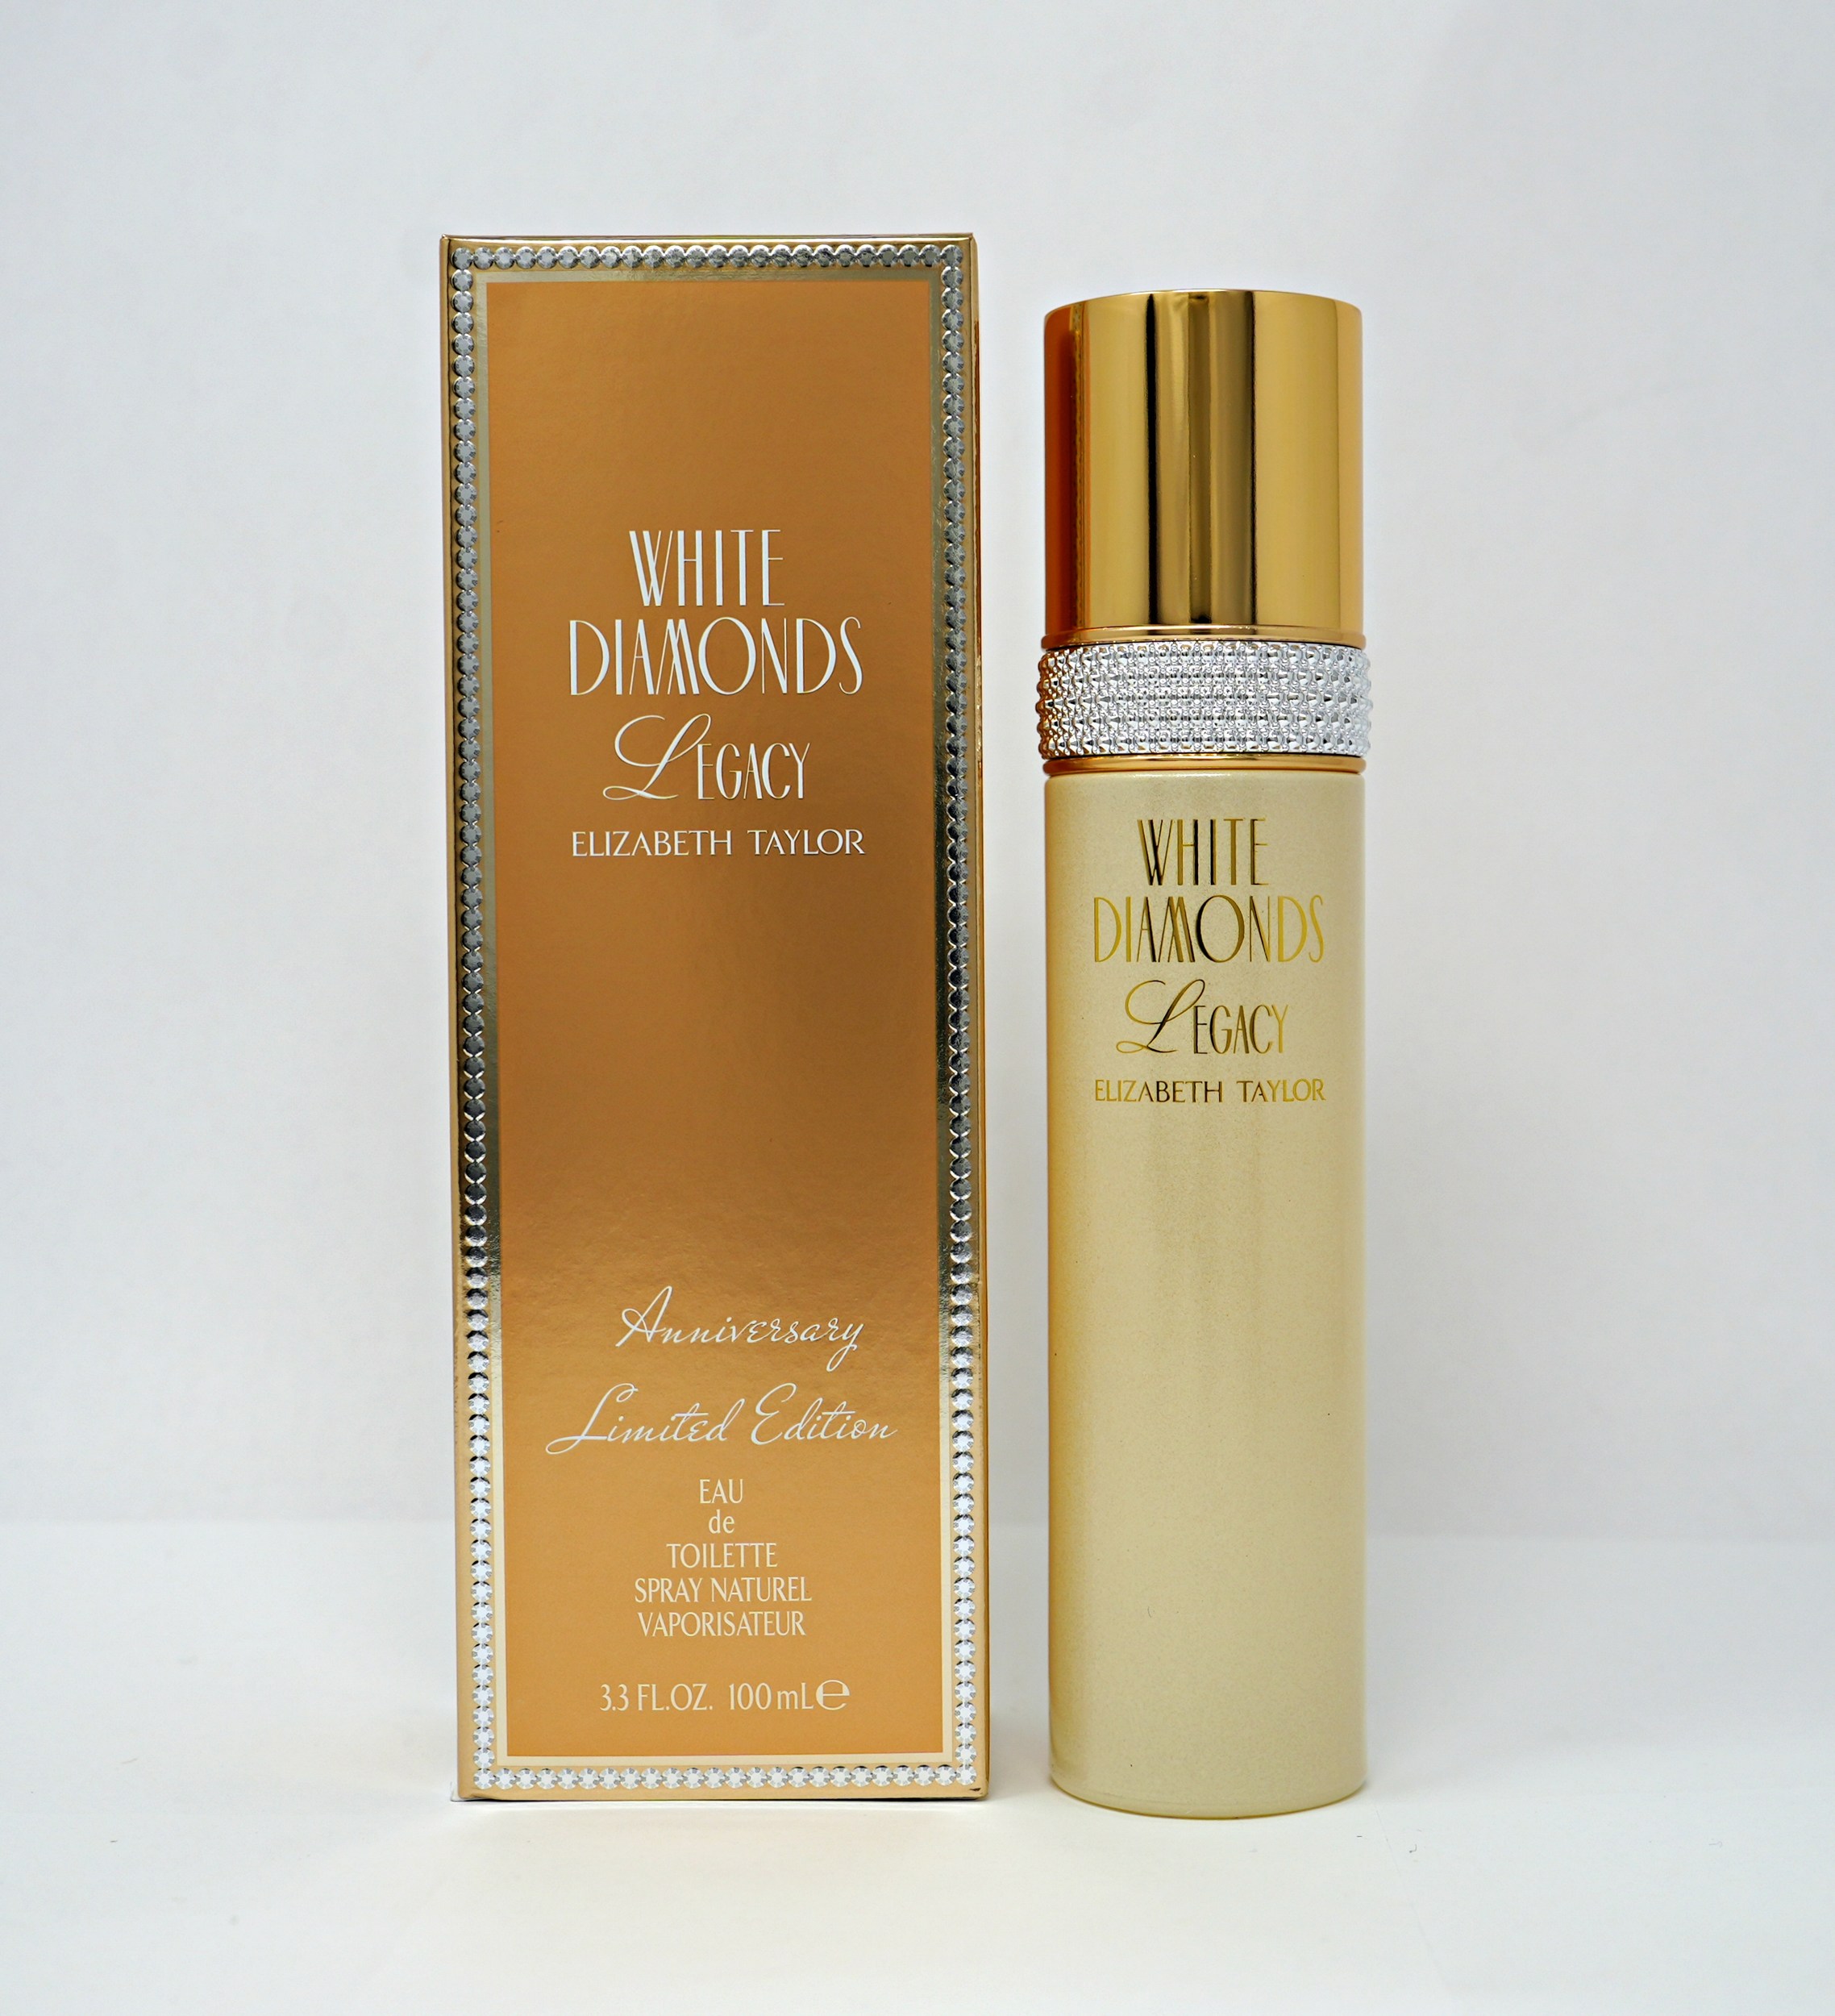 WHITE
DIAMONDS
LEGACY
ELIZABETH TAYLOR
Anniversary
Limited Edition
EAU
de
TOILETTE
SPRAY NATUREL
VAPORISATEUR
3.3 FL.OZ. 100 mL ℮
WHITE
DIAMONDS
LEGACY
ELIZABETH TAYLOR